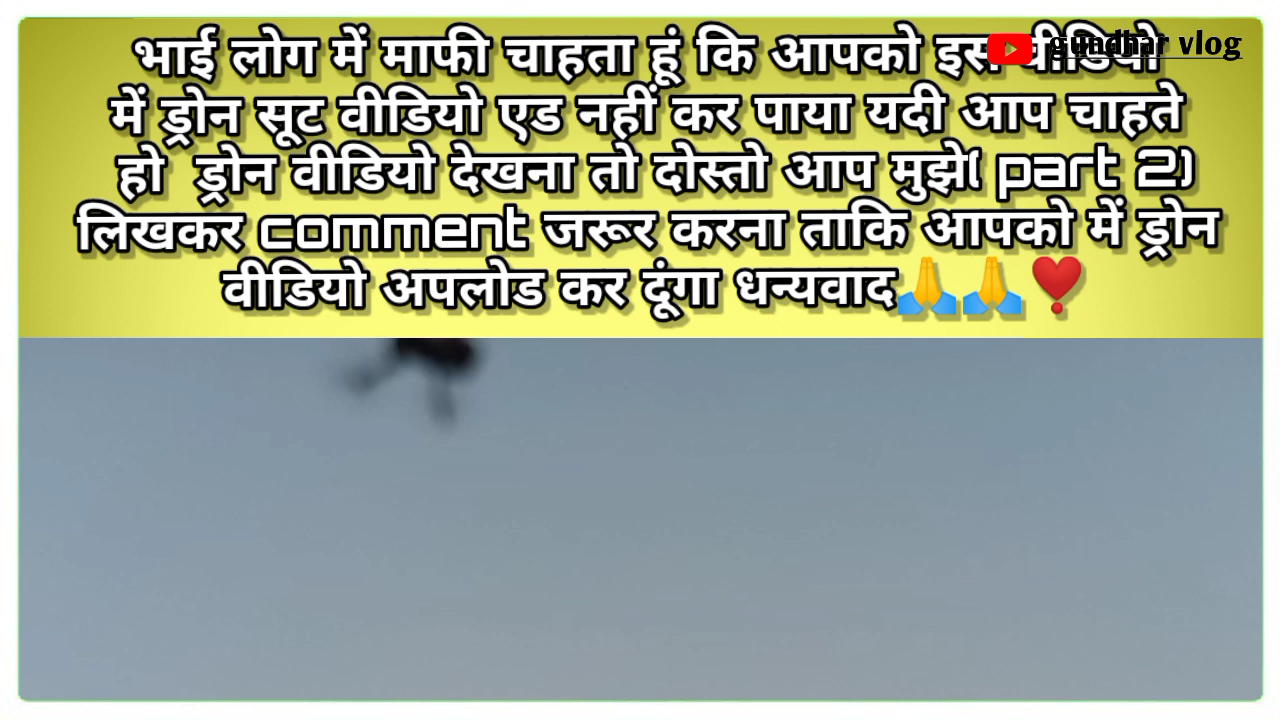 भाई लोग में माफी चाहता हूं कि आपको इस वीडियो
gundhar vlog
में ड्रोन सूट वीडियो एड नहीं कर पाया यदी आप चाहते
हो ड्रोन वीडियो देखना तो दोस्तो आप मुझे( part 2)
लिखकर comment जरूर करना ताकि आपको में ड्रोन
वीडियो अपलोड कर दूंगा धन्यवाद🙏🙏❣️